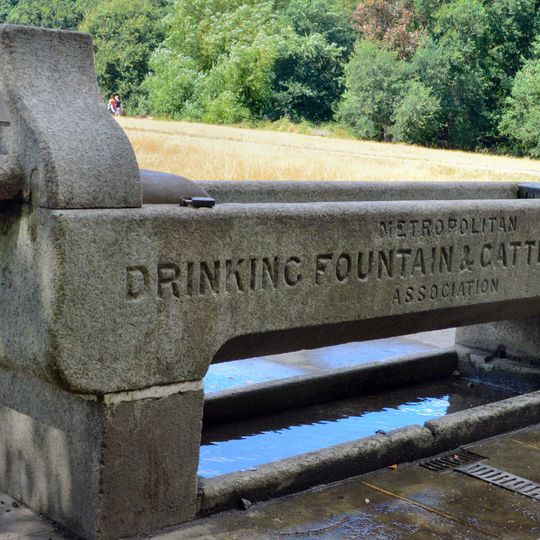 METROPOLITAN
DRINKING FOUNTAIN & CATT
ASSOCIATION